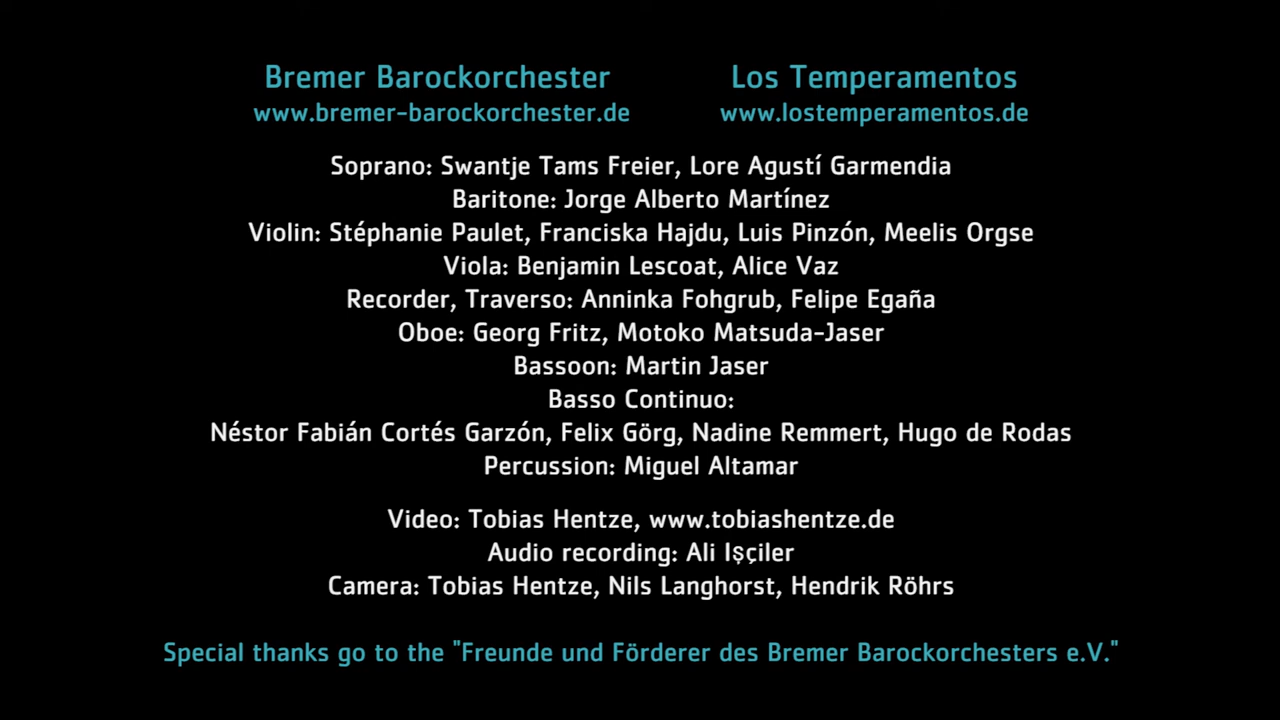 Bremer Barockorchester
www.bremer-barockorchester.de
Los Temperamentos
www.lostemperamentos.de
Soprano: Swantje Tams Freier, Lore Agustí Garmendia
Baritone: Jorge Alberto Martínez
Violin: Stéphanie Paulet, Franciska Hajdu, Luis Pinzón, Meelis Orgse
Viola: Benjamin Lescoat, Alice Vaz
Recorder, Traverso: Anninka Fohgrub, Felipe Egaña
Oboe: Georg Fritz, Motoko Matsuda-Jaser
Bassoon: Martin Jaser
Basso Continuo:
Néstor Fabián Cortés Garzón, Felix Görg, Nadine Remmert, Hugo de Rodas
Percussion: Miguel Altamar
Video: Tobias Hentze, www.tobiashentze.de
Audio recording: Ali Işçiler
Camera: Tobias Hentze, Nils Langhorst, Hendrik Röhrs
Special thanks go to the "Freunde und Förderer des Bremer Barockorchesters e.V."